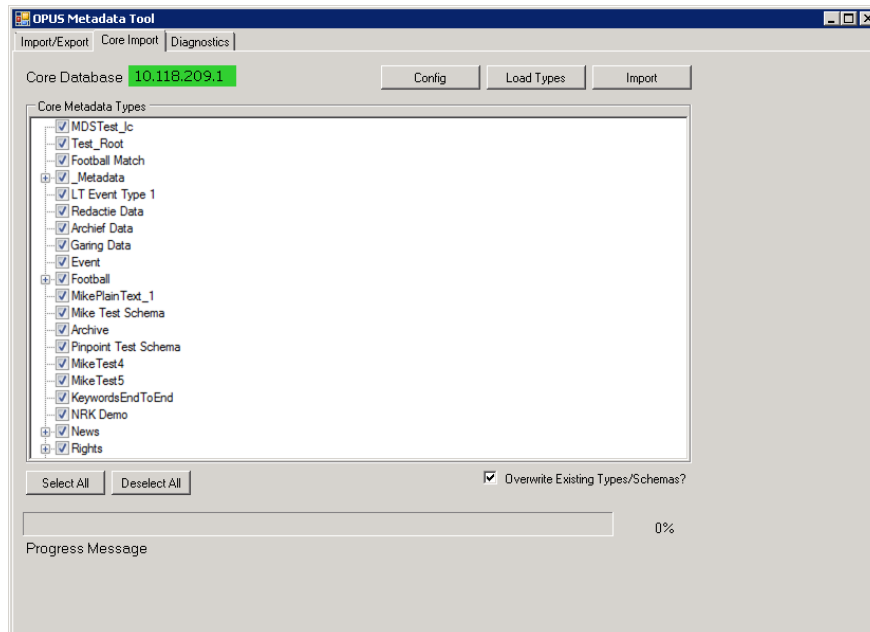 OPUS Metadata Tool
Import/Export Core Import Diagnostics
Core Database 10.118.209.1 Config Load Types Import
Core Metadata Types
MDSTest_lc
Test_Root
Football Match
_Metadata
LT Event Type 1
Redactie Data
Archief Data
Garing Data
Event
Football
MikePlainText_1
Mike Test Schema
Archive
Pinpoint Test Schema
MikeTest4
MikeTest5
KeywordsEndToEnd
NRK Demo
News
Rights
Select All Deselect All Overwrite Existing Types/Schemas?
0%
Progress Message